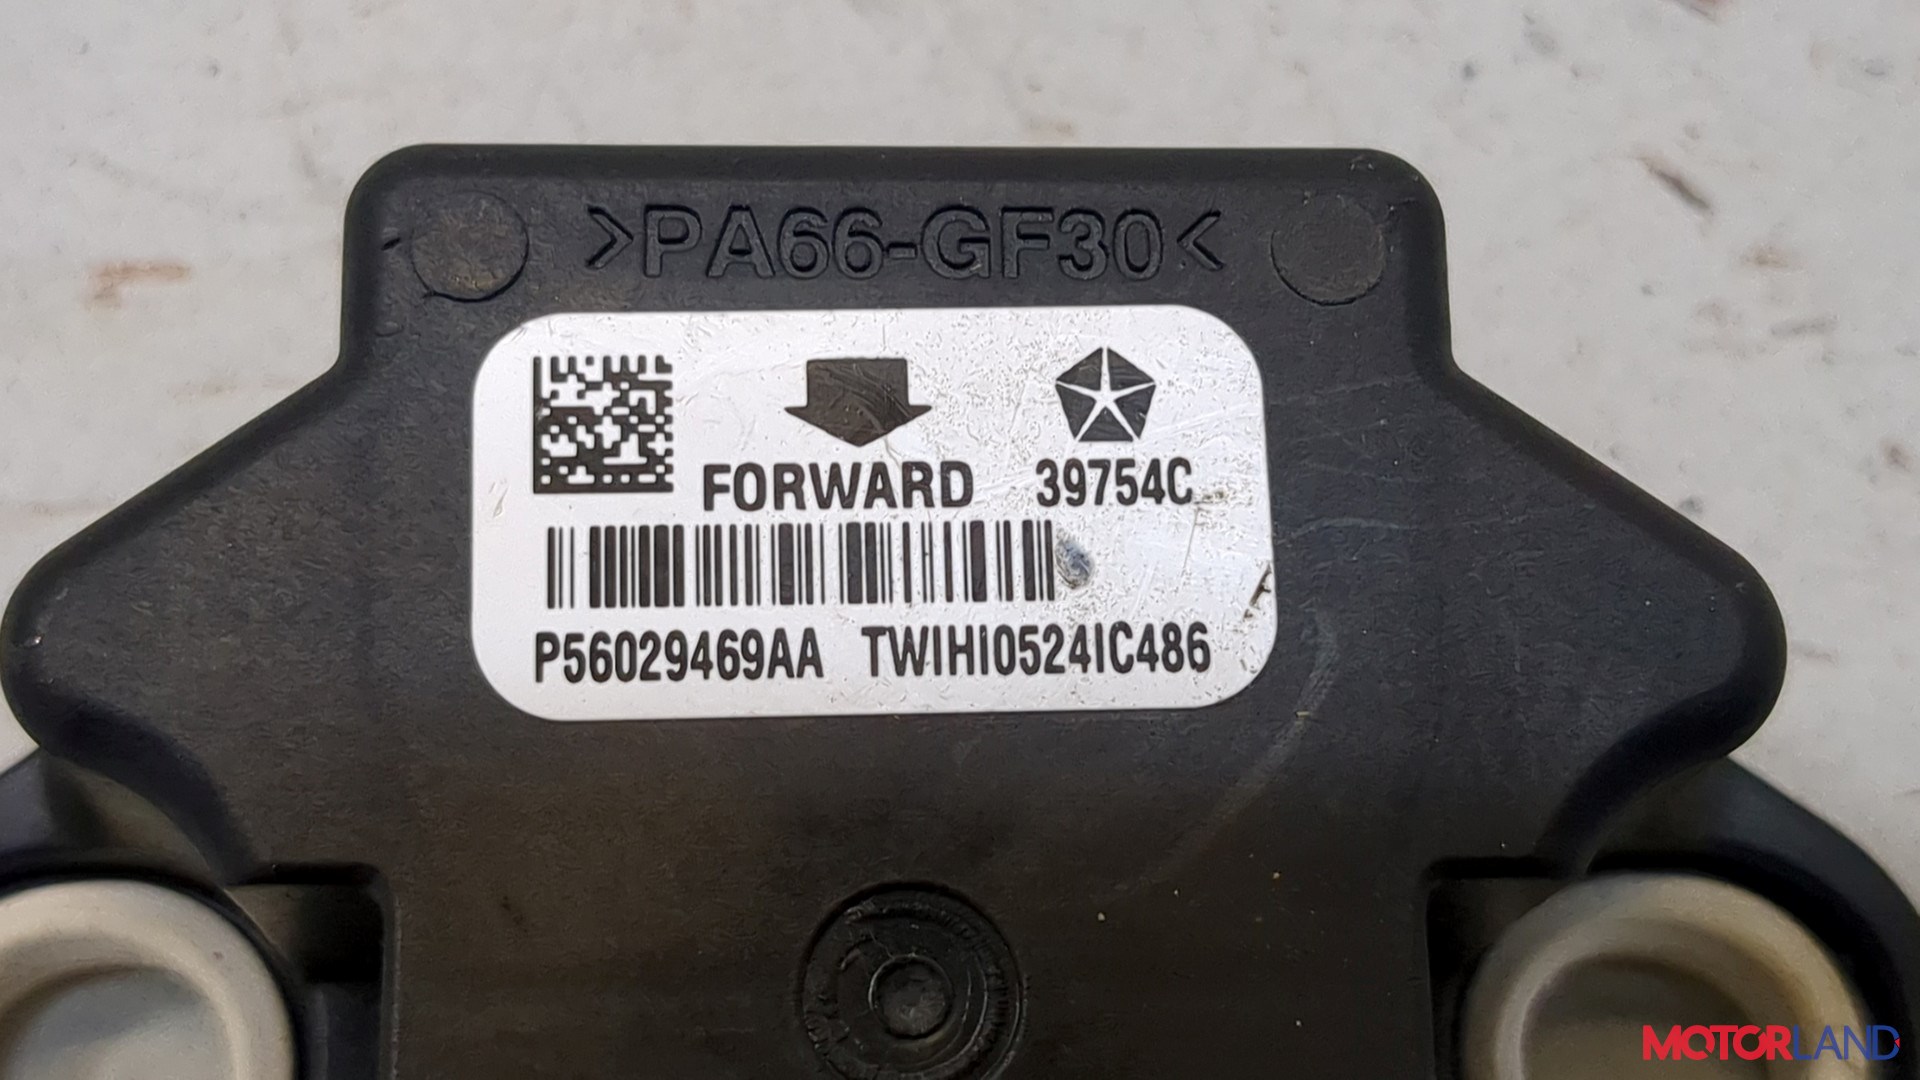 >PA66-GF30<
FORWARD 39754C
P56029469AA TWIHI0524IC486
MOTORLAND